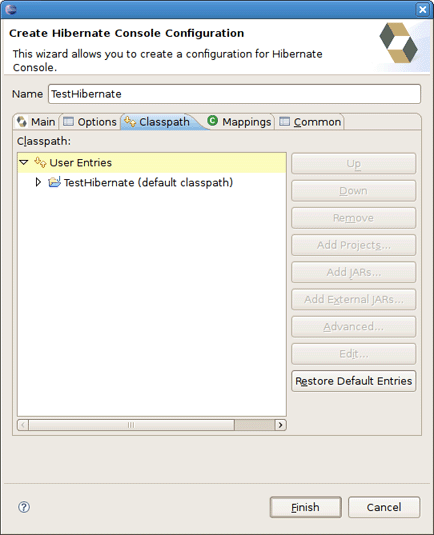 Create Hibernate Console Configuration
This wizard allows you to create a configuration for Hibernate
Console.
Name TestHibernate
Main Options Classpath Mappings Common
Classpath:
User Entries
TestHibernate (default classpath)
Up
Down
Remove
Add Projects...
Add JARs...
Add External JARs...
Advanced...
Edit...
Restore Default Entries
Finish Cancel